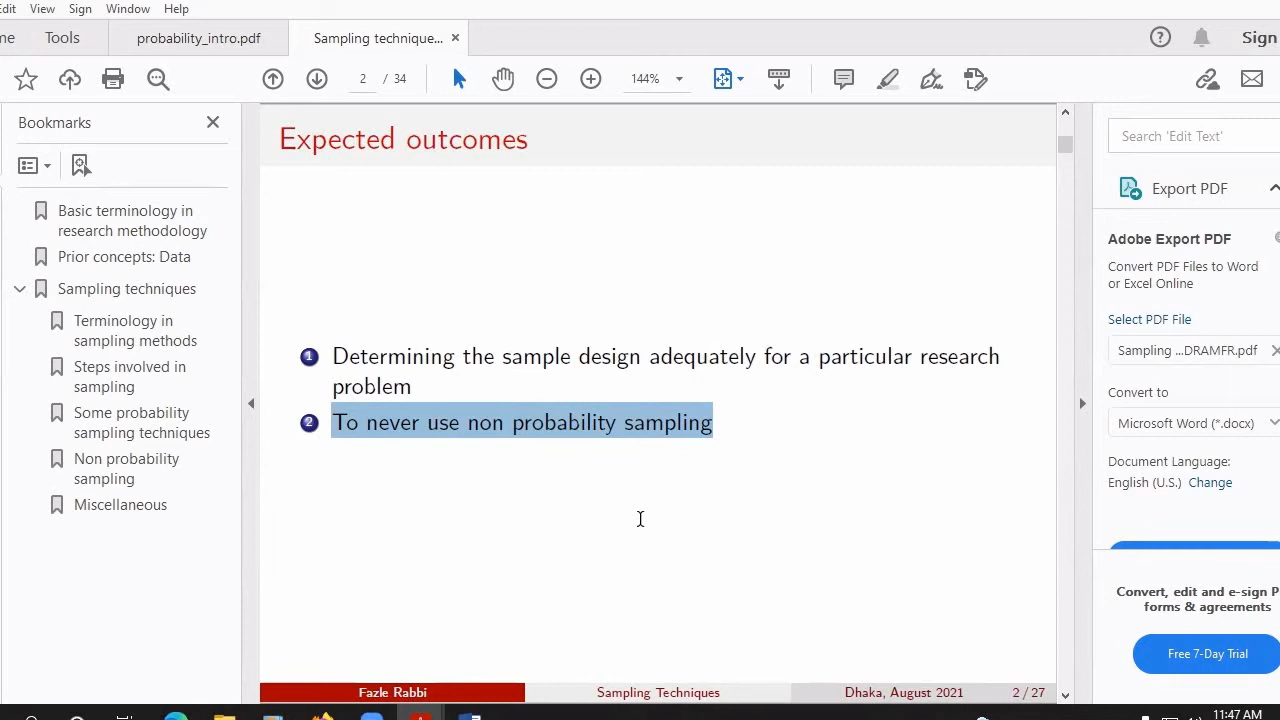 Edit View Sign Window Help
me Tools probability_intro.pdf Sampling technique... × Sign
2 / 34 144%
Bookmarks
Basic terminology in
research methodology
Prior concepts: Data
Sampling techniques
Terminology in
sampling methods
Steps involved in
sampling
Some probability
sampling techniques
Non probability
sampling
Miscellaneous
Expected outcomes
1 Determining the sample design adequately for a particular research
problem
2 To never use non probability sampling
Fazle Rabbi Sampling Techniques Dhaka, August 2021 2 / 27
Search 'Edit Text'
Export PDF
Adobe Export PDF
Convert PDF Files to Word
or Excel Online
Select PDF File
Sampling ...DRAMFR.pdf
Convert to
Microsoft Word (*.docx)
Document Language:
English (U.S.) Change
Convert, edit and e-sign P
forms & agreements
Free 7-Day Trial
11:47 AM